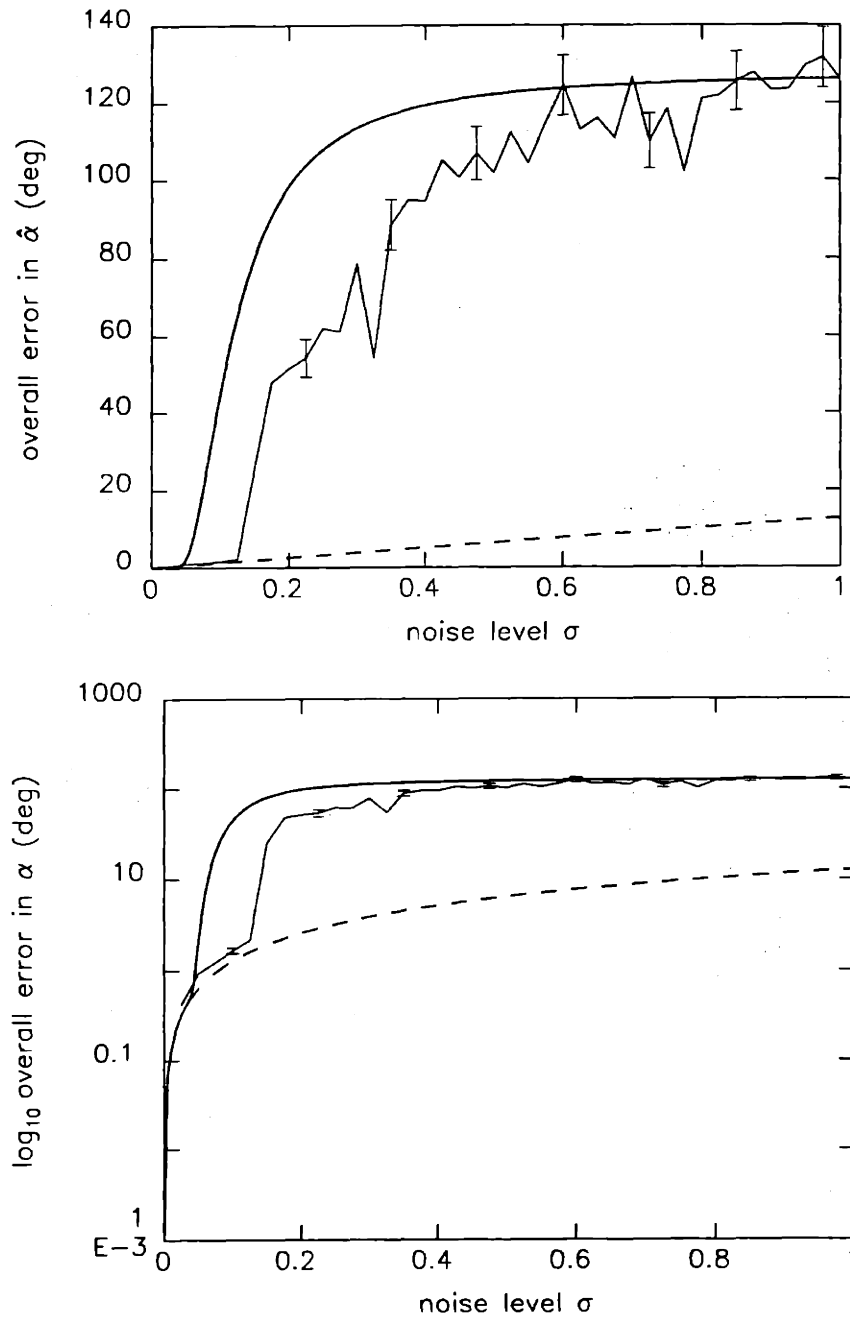 140
120
100
80
60
40
20
0
overall error in α̂ (deg)
0 0.2 0.4 0.6 0.8 1
noise level σ
1000
10
0.1
1
E−3
log₁₀ overall error in α (deg)
0 0.2 0.4 0.6 0.8
noise level σ